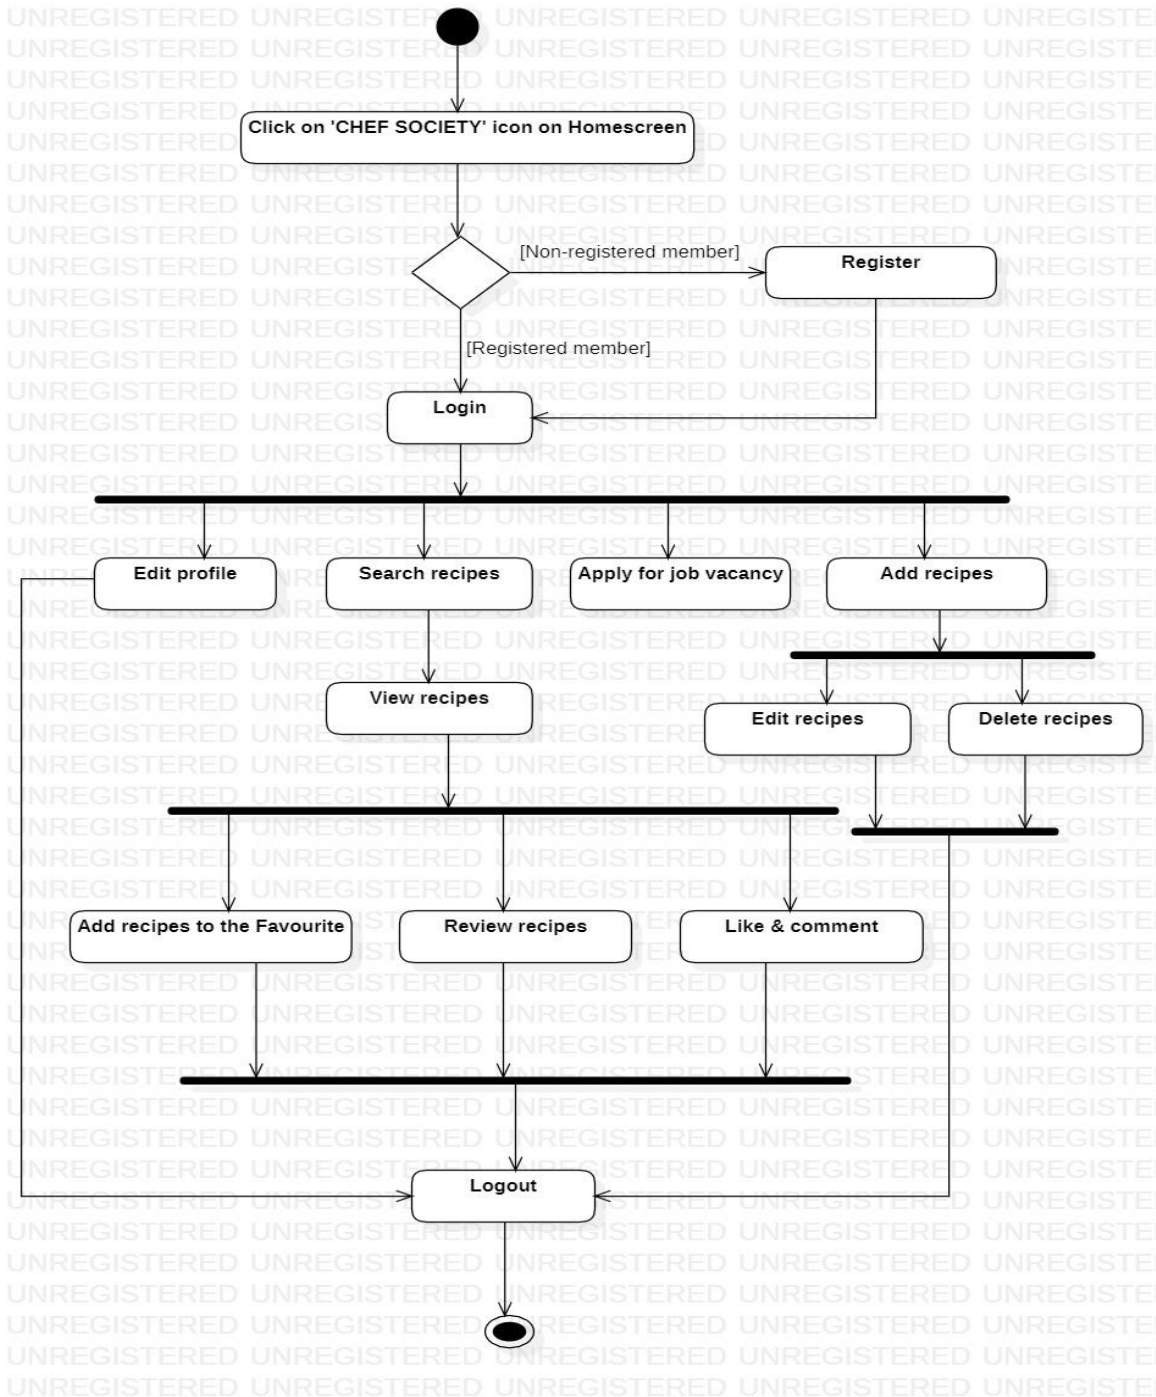 Click on 'CHEF SOCIETY' icon on Homescreen
[Non-registered member]
Register
[Registered member]
Login
Edit profile
Search recipes
Apply for job vacancy
Add recipes
View recipes
Edit recipes
Delete recipes
Add recipes to the Favourite
Review recipes
Like & comment
Logout